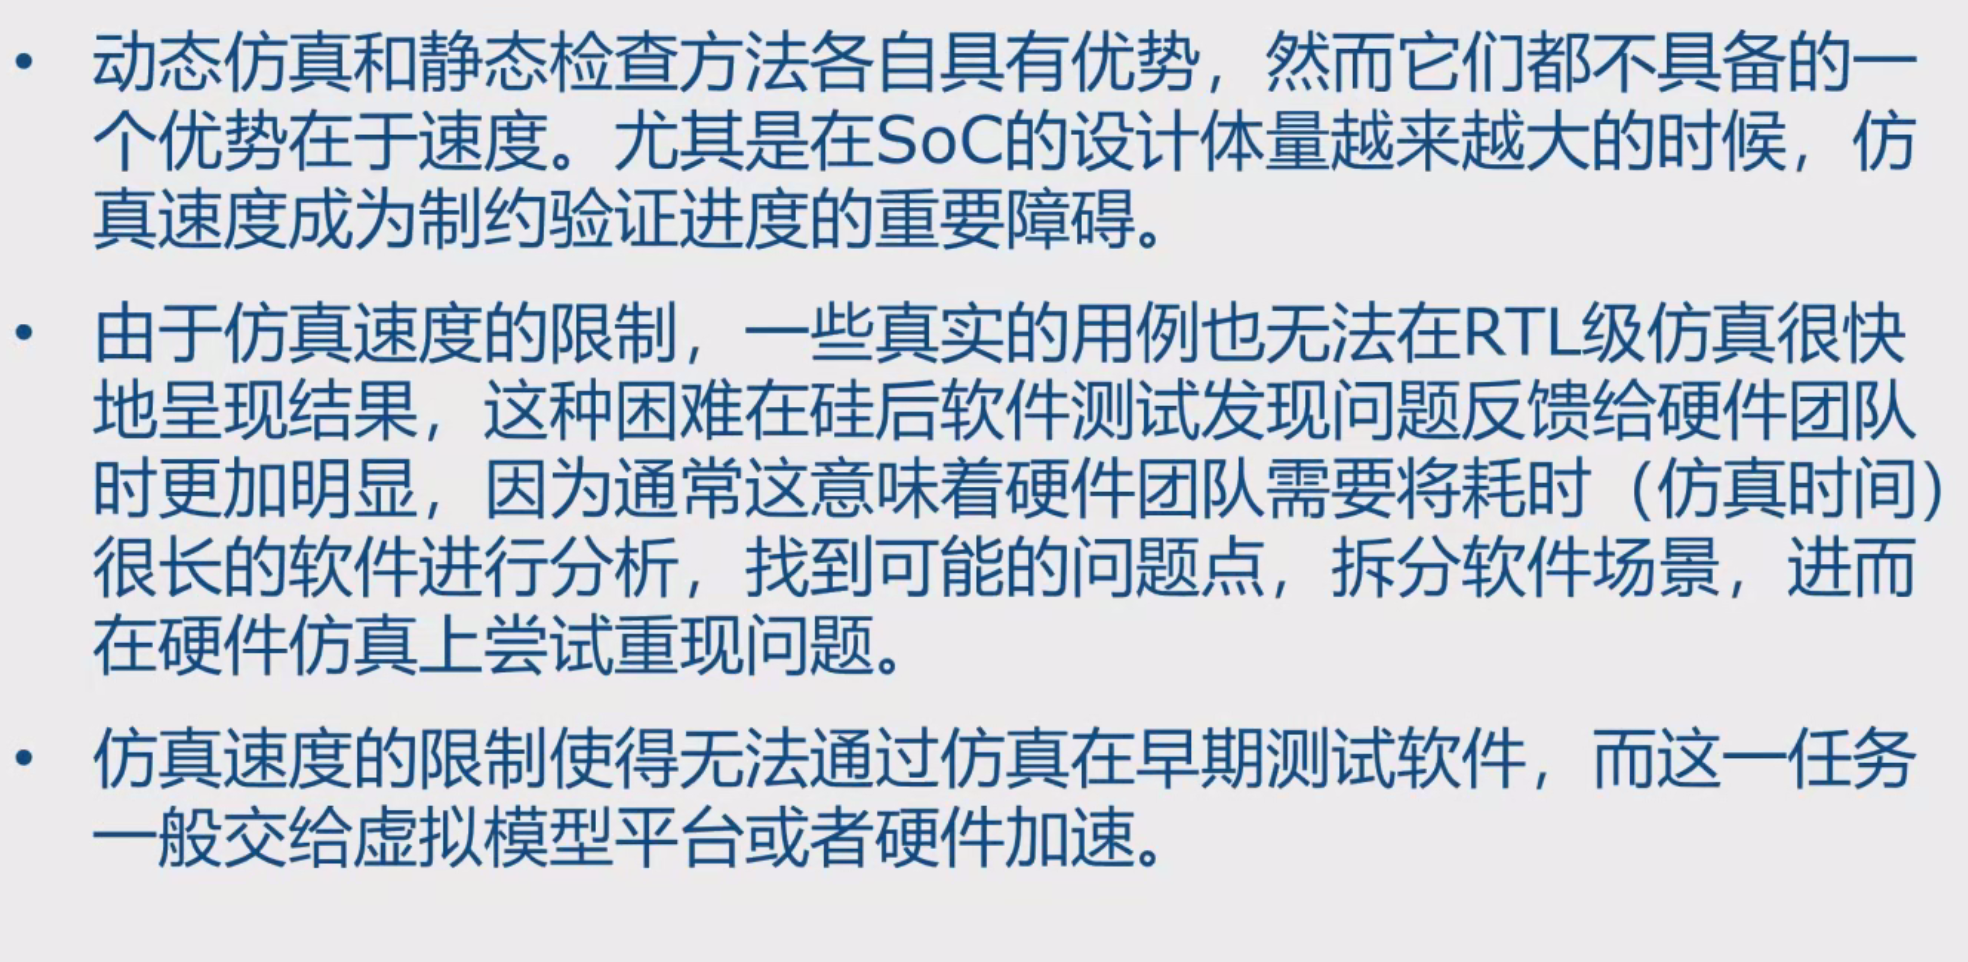 • 动态仿真和静态检查方法各自具有优势，然而它们都不具备的一
个优势在于速度。尤其是在SoC的设计体量越来越大的时候，仿
真速度成为制约验证进度的重要障碍。
• 由于仿真速度的限制，一些真实的用例也无法在RTL级仿真很快
地呈现结果，这种困难在硅后软件测试发现问题反馈给硬件团队
时更加明显，因为通常这意味着硬件团队需要将耗时（仿真时间）
很长的软件进行分析，找到可能的问题点，拆分软件场景，进而
在硬件仿真上尝试重现问题。
• 仿真速度的限制使得无法通过仿真在早期测试软件，而这一任务
一般交给虚拟模型平台或者硬件加速。